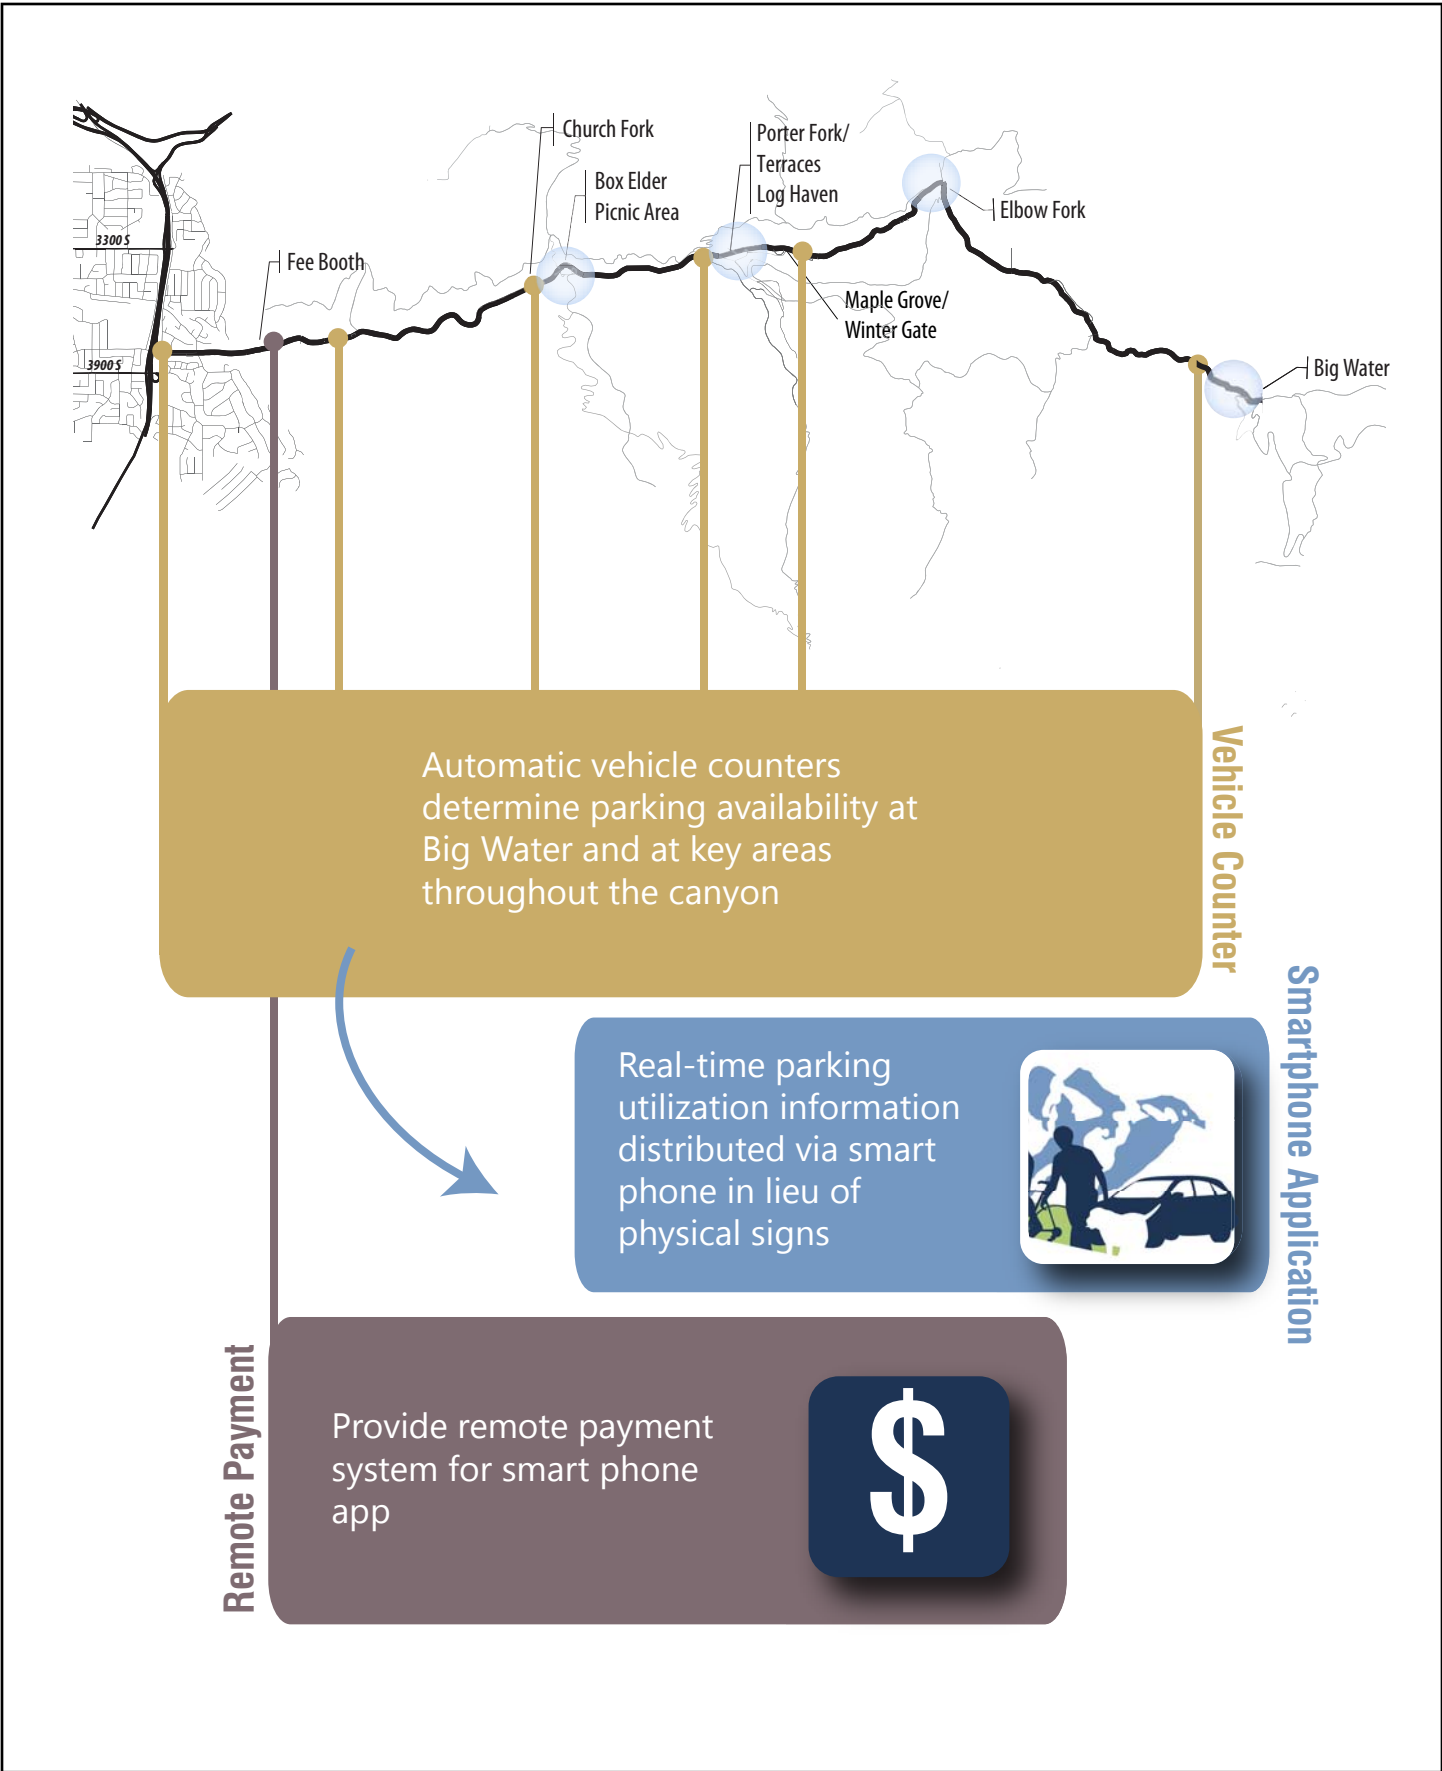 Church Fork
Porter Fork/
Terraces
Log Haven
Box Elder
Picnic Area
Elbow Fork
3300 S
Fee Booth
Maple Grove/
Winter Gate
3900 S
Big Water
Automatic vehicle counters
determine parking availability at
Big Water and at key areas
throughout the canyon
Vehicle Counter
Real-time parking
utilization information
distributed via smart
phone in lieu of
physical signs
Smartphone Application
Remote Payment
Provide remote payment
system for smart phone
app
$